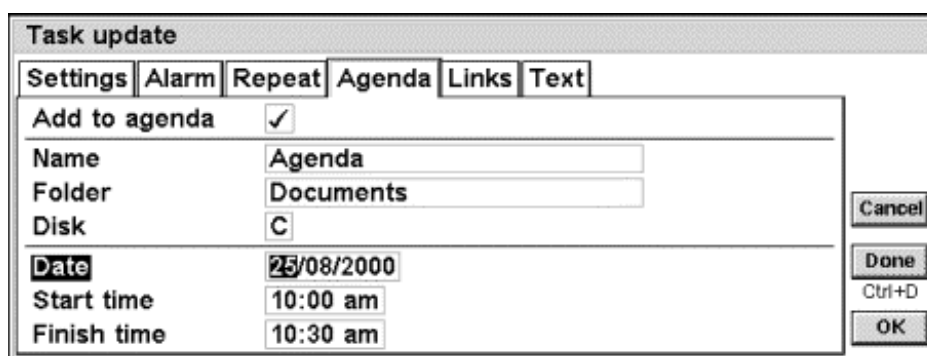 Task update
Settings Alarm Repeat Agenda Links Text
Add to agenda
Name Agenda
Folder Documents
Disk C
Cancel
Date 25/08/2000
Done
Start time 10:00 am
Ctrl+D
Finish time 10:30 am
OK